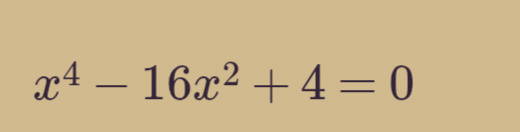 x⁴ − 16x² + 4 = 0